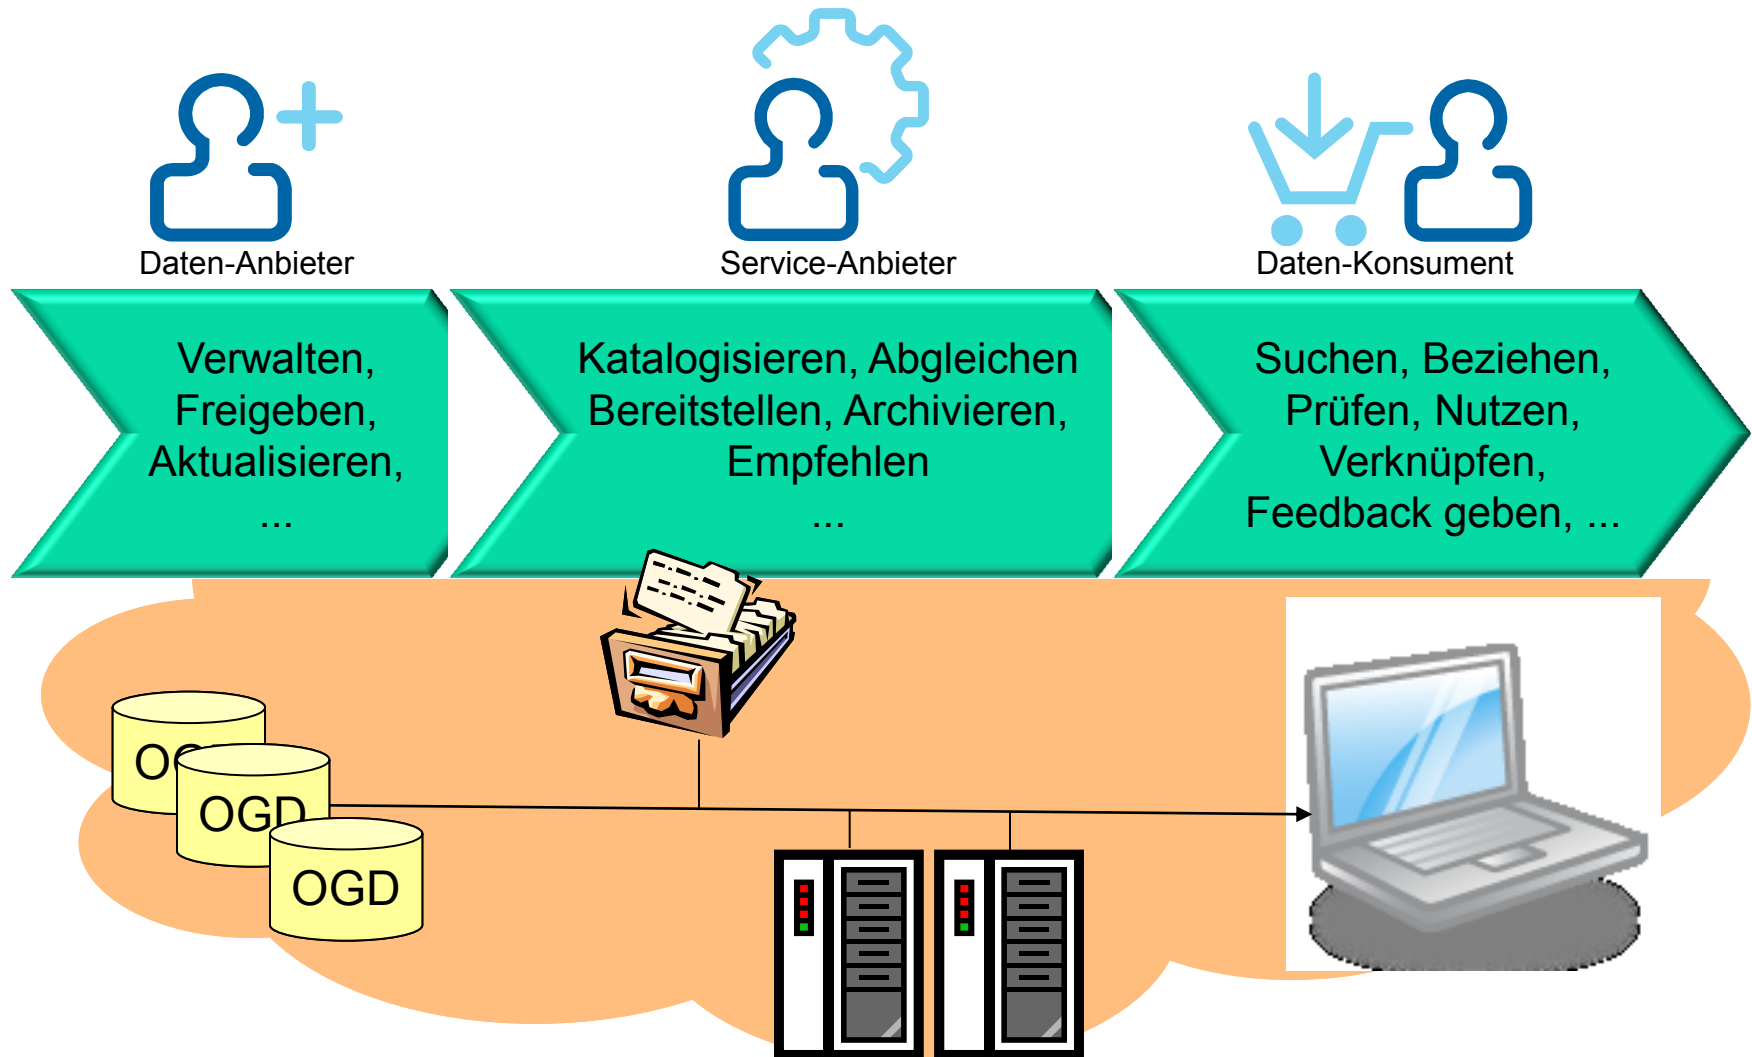 Daten-Anbieter
Service-Anbieter
Daten-Konsument
Verwalten,
Freigeben,
Aktualisieren,
...
Katalogisieren, Abgleichen
Bereitstellen, Archivieren,
Empfehlen
...
Suchen, Beziehen,
Prüfen, Nutzen,
Verknüpfen,
Feedback geben, ...
OGD
OGD
OGD